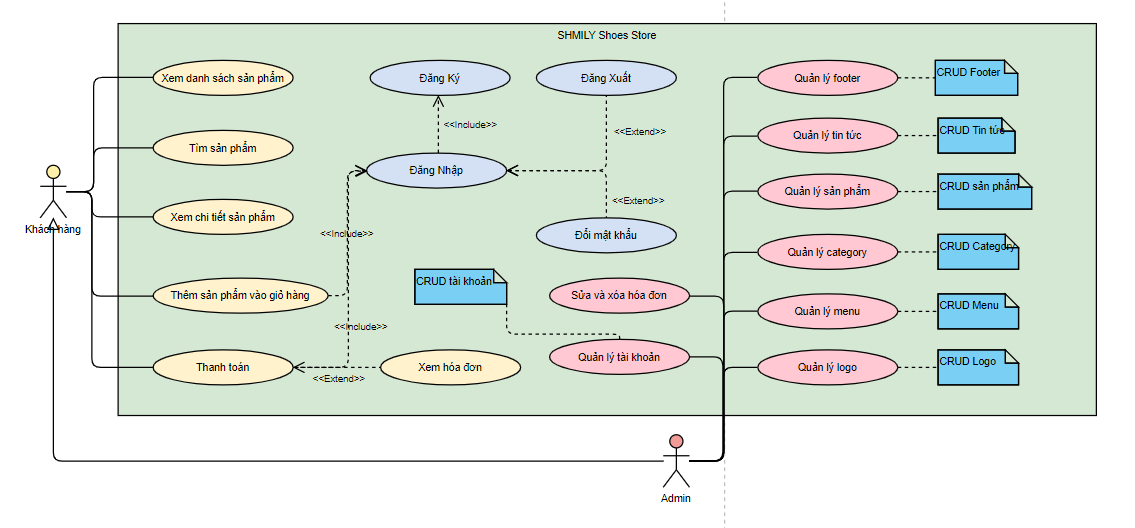 SHMILY Shoes Store
Xem danh sách sản phẩm
Đăng Ký
Đăng Xuất
Quản lý footer
CRUD Footer
<<Include>>
<<Extend>>
Quản lý tin tức
CRUD Tin tức
Tìm sản phẩm
Đăng Nhập
Quản lý sản phẩm
CRUD sản phẩm
<<Extend>>
Xem chi tiết sản phẩm
Khách hàng
<<Include>>
Đổi mật khẩu
Quản lý category
CRUD Category
CRUD tài khoản
Thêm sản phẩm vào giỏ hàng
Sửa và xóa hóa đơn
Quản lý menu
CRUD Menu
<<Include>>
Quản lý tài khoản
Thanh toán
<<Extend>>
Xem hóa đơn
Quản lý logo
CRUD Logo
Admin